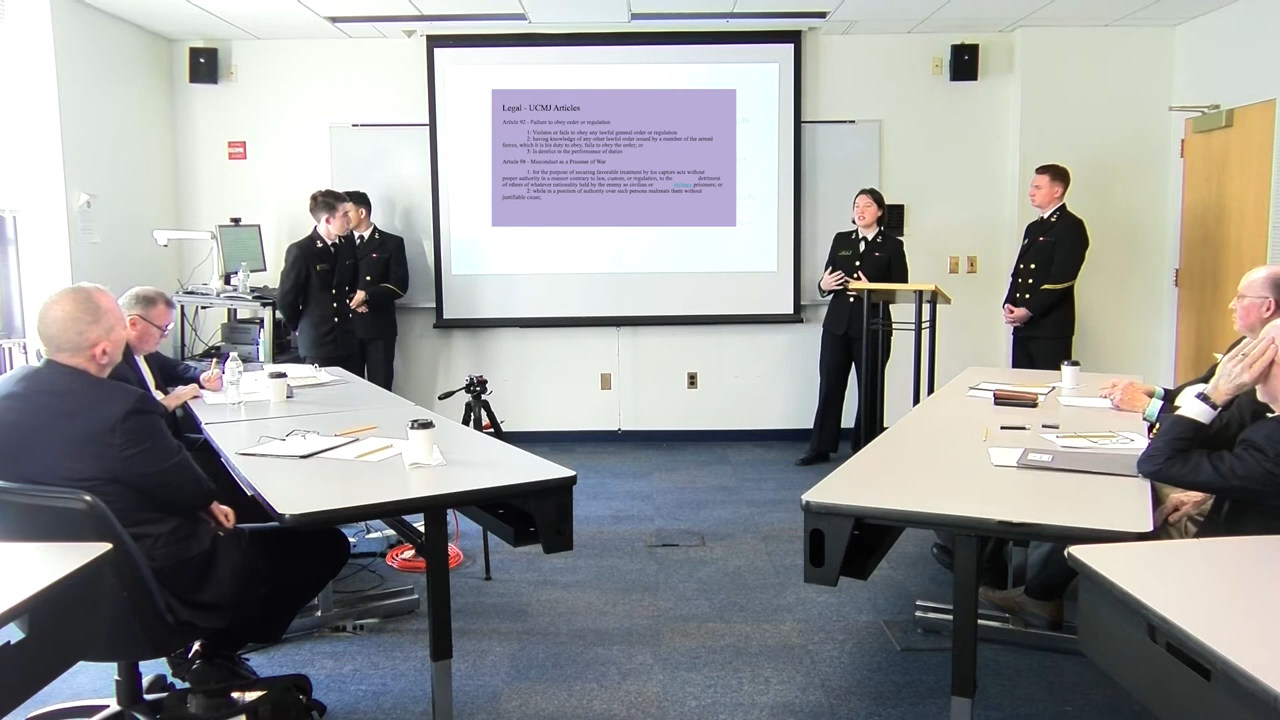 Legal - UCMJ Articles
Article 92 - Failure to obey order or regulation
1: Violates or fails to obey any lawful general order or regulation
2: having knowledge of any other lawful order issued by a member of the armed
forces, which it is his duty to obey, fails to obey the order; or
3: Is derelict in the performance of duties
Article 98 - Misconduct as a Prisoner of War
1: for the purpose of securing favorable treatment by his captors acts without
proper authority in a manner contrary to law, custom, or regulation, to the detriment
of others of whatever nationality held by the enemy as civilian or military prisoners; or
2: while in a position of authority over such persons maltreats them without
justifiable cause;